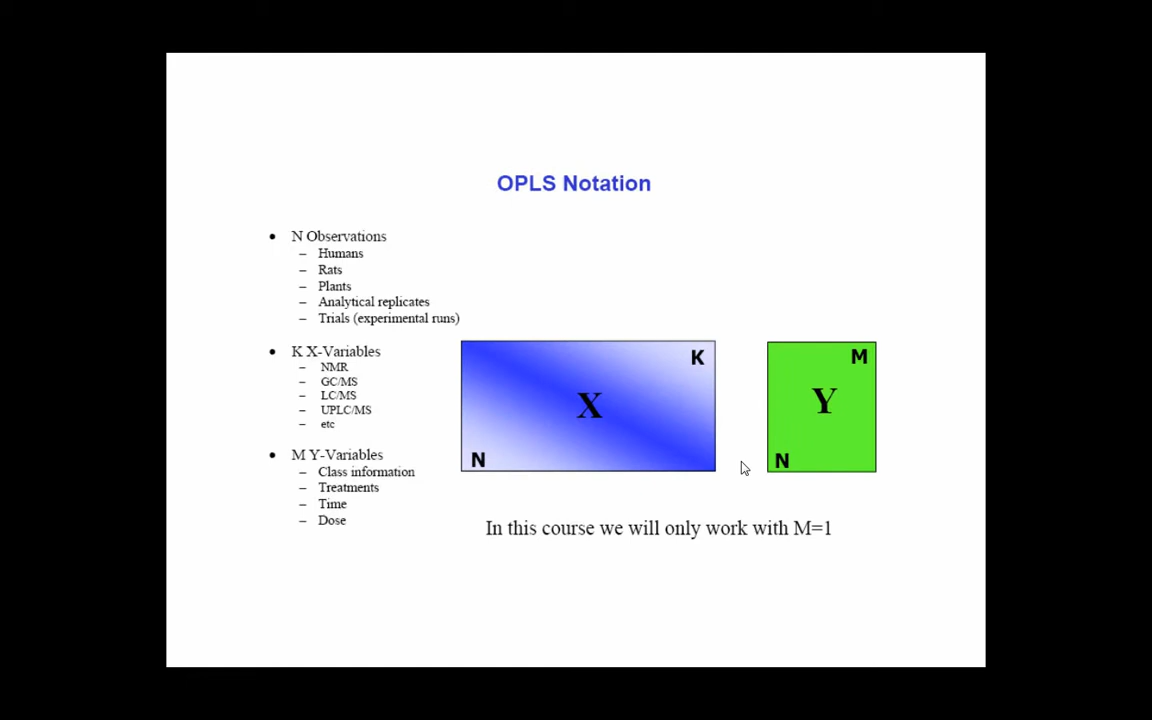 OPLS Notation
• N Observations
– Humans
– Rats
– Plants
– Analytical replicates
– Trials (experimental runs)
• K X-Variables
– NMR
– GC/MS
– LC/MS
– UPLC/MS
– etc
• M Y-Variables
– Class information
– Treatments
– Time
– Dose
K
X
N
M
Y
N
In this course we will only work with M=1